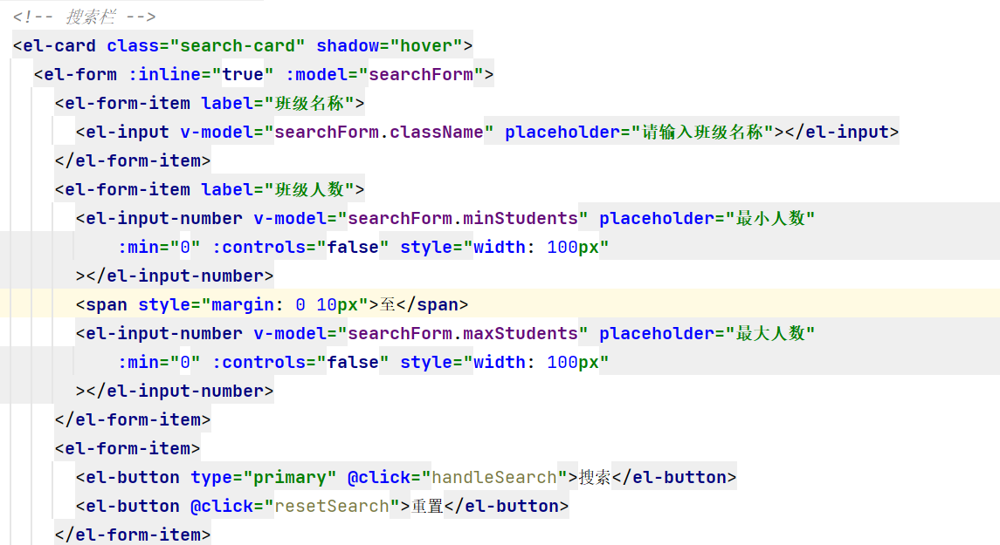 <!-- 搜索栏 -->
<el-card class="search-card" shadow="hover">
<el-form :inline="true" :model="searchForm">
<el-form-item label="班级名称">
<el-input v-model="searchForm.className" placeholder="请输入班级名称"></el-input>
</el-form-item>
<el-form-item label="班级人数">
<el-input-number v-model="searchForm.minStudents" placeholder="最小人数"
:min="0" :controls="false" style="width: 100px"
></el-input-number>
<span style="margin: 0 10px">至</span>
<el-input-number v-model="searchForm.maxStudents" placeholder="最大人数"
:min="0" :controls="false" style="width: 100px"
></el-input-number>
</el-form-item>
<el-form-item>
<el-button type="primary" @click="handleSearch">搜索</el-button>
<el-button @click="resetSearch">重置</el-button>
</el-form-item>